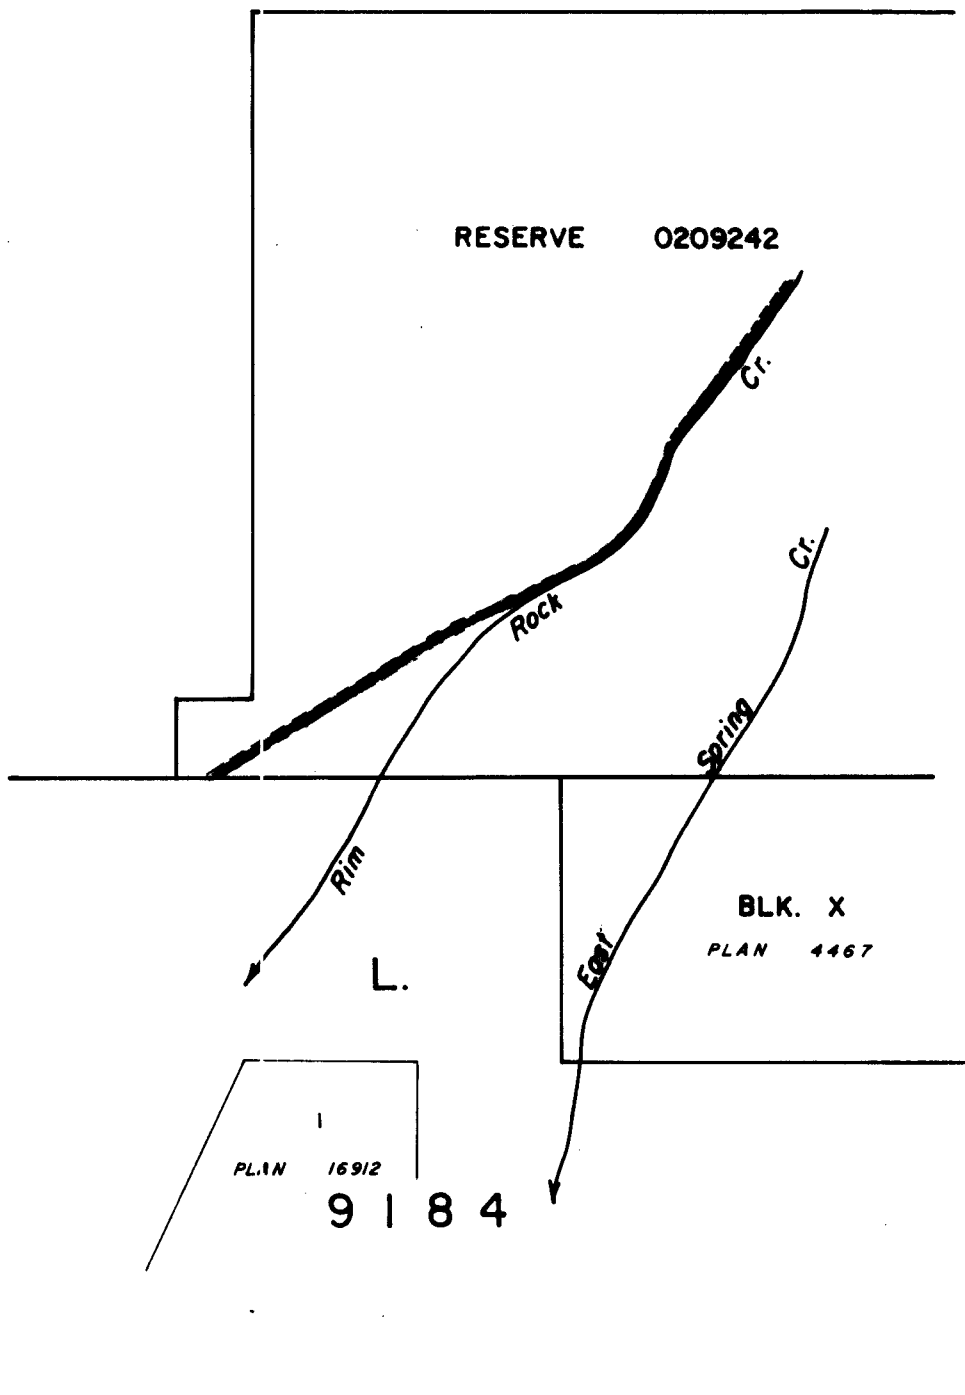 RESERVE 0209242
Rim Rock Cr.
East Spring Cr.
BLK. X
PLAN 4467
L.
1
PLAN 16912
9184